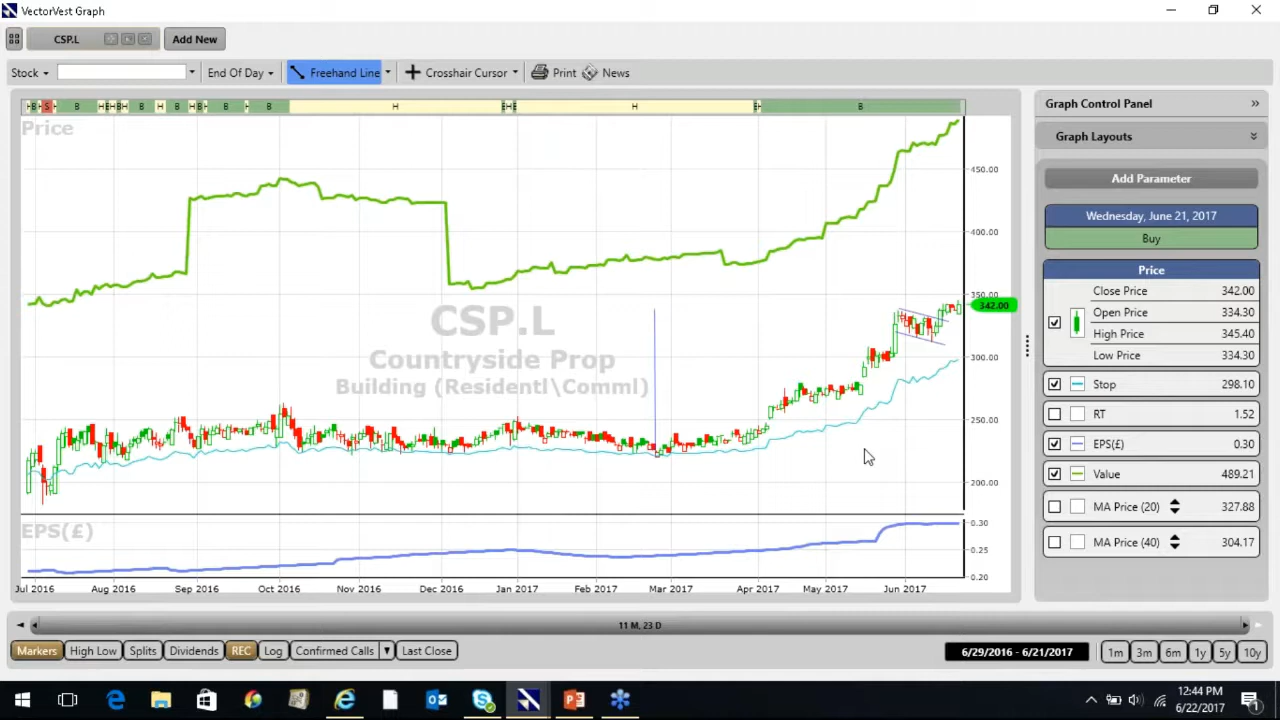 VectorVest Graph
CSP.L Add New
Stock End Of Day Freehand Line Crosshair Cursor Print News
H B S B H E H B H B H B H B H B H B H E H E H E H B
Price
450.00
400.00
350.00
342.00
300.00
250.00
200.00
CSP.L
Countryside Prop
Building (Residentl\Comml)
EPS(£)
0.30
0.25
0.20
Jul 2016 Aug 2016 Sep 2016 Oct 2016 Nov 2016 Dec 2016 Jan 2017 Feb 2017 Mar 2017 Apr 2017 May 2017 Jun 2017
Graph Control Panel
Graph Layouts
Add Parameter
Wednesday, June 21, 2017
Buy
Price
Close Price 342.00
Open Price 334.30
High Price 345.40
Low Price 334.30
Stop 298.10
RT 1.52
EPS(£) 0.30
Value 489.21
MA Price (20) 327.88
MA Price (40) 304.17
11 M, 23 D
Markers High Low Splits Dividends REC Log Confirmed Calls Last Close 6/29/2016 - 6/21/2017 1m 3m 6m 1y 5y 10y
12:44 PM
6/22/2017